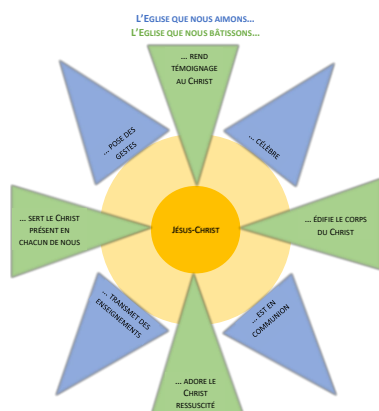 L'EGLISE QUE NOUS AIMONS...
L'EGLISE QUE NOUS BÂTISSONS...
... REND
TÉMOIGNAGE
AU CHRIST
... POSE DES
GESTES
... CÉLÈBRE
... SERT LE CHRIST
PRÉSENT EN
CHACUN DE NOUS
JÉSUS-CHRIST
... ÉDIFIE LE CORPS
DU CHRIST
... TRANSMET DES
ENSEIGNEMENTS
... EST EN
COMMUNION
... ADORE LE
CHRIST
RESSUSCITÉ